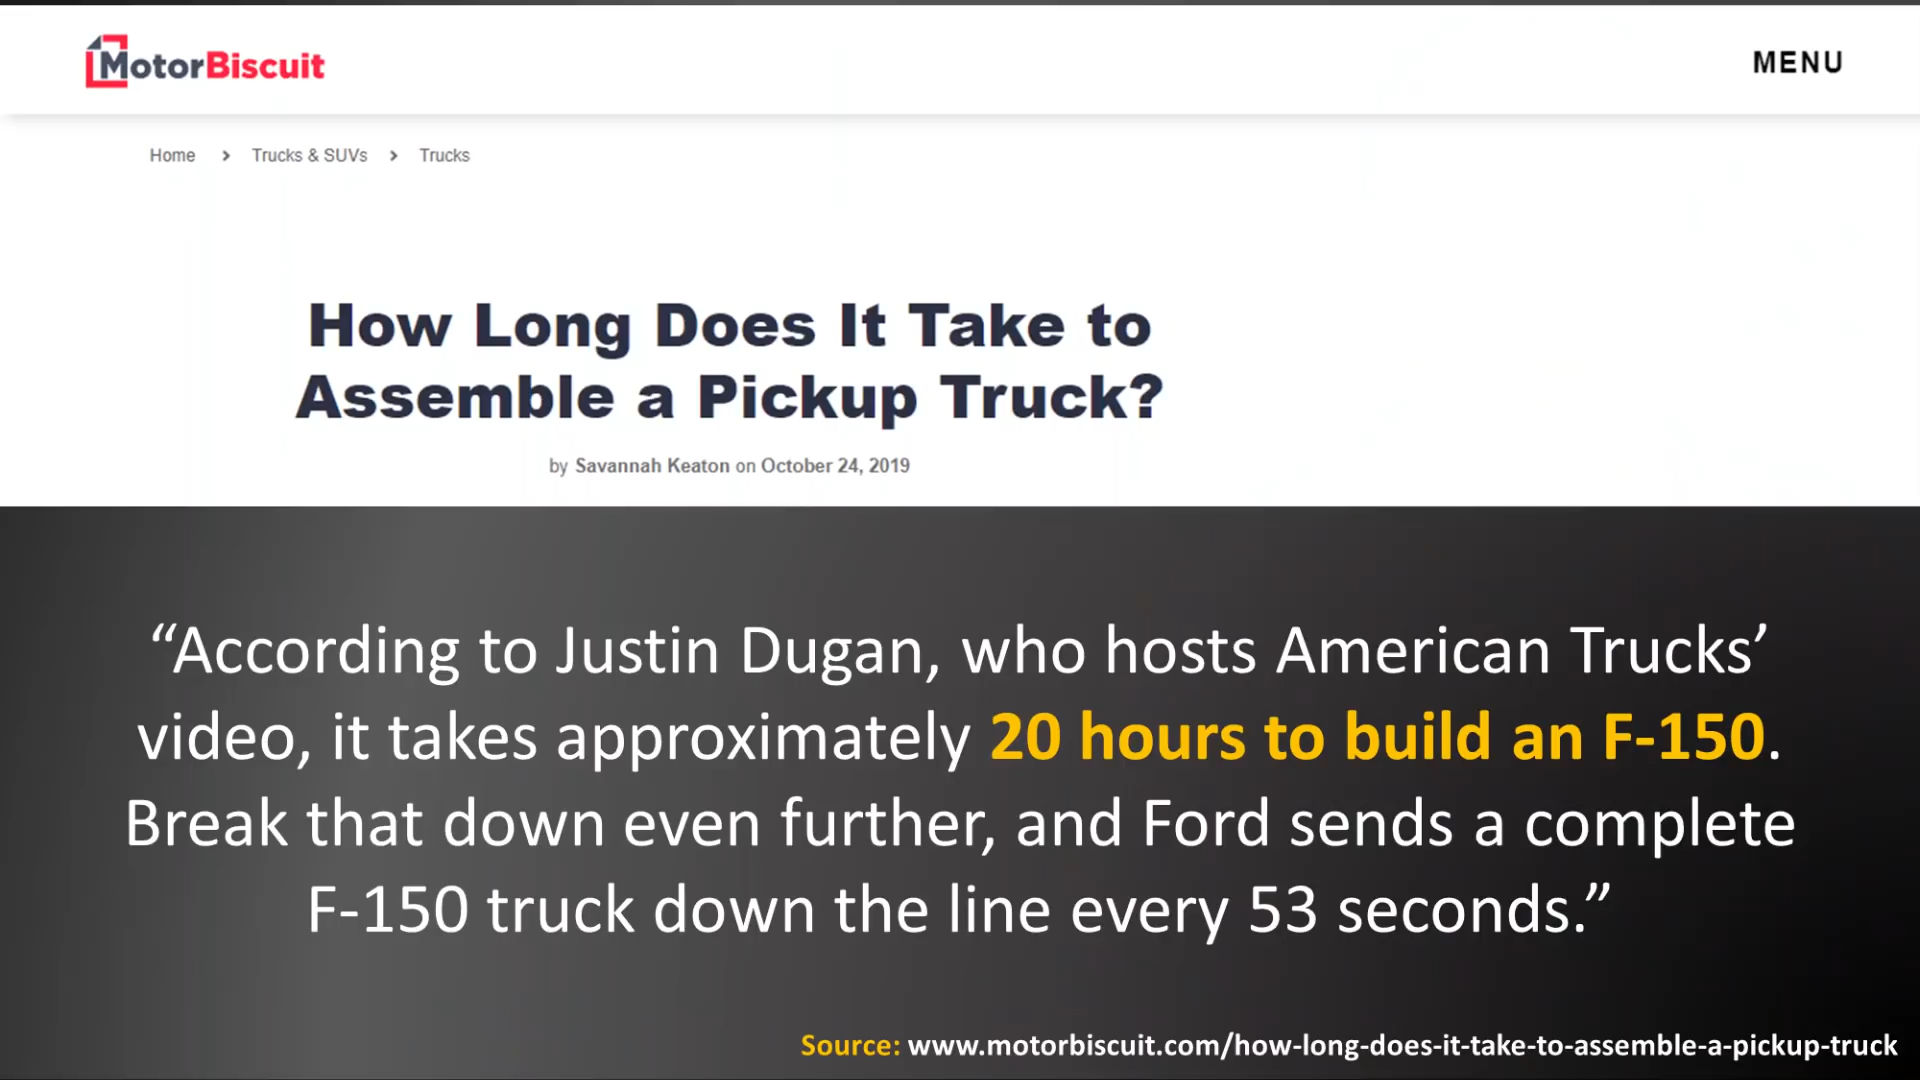 MotorBiscuit
MENU
Home > Trucks & SUVs > Trucks
How Long Does It Take to
Assemble a Pickup Truck?
by Savannah Keaton on October 24, 2019
“According to Justin Dugan, who hosts American Trucks’
video, it takes approximately 20 hours to build an F-150.
Break that down even further, and Ford sends a complete
F-150 truck down the line every 53 seconds.”
Source: www.motorbiscuit.com/how-long-does-it-take-to-assemble-a-pickup-truck